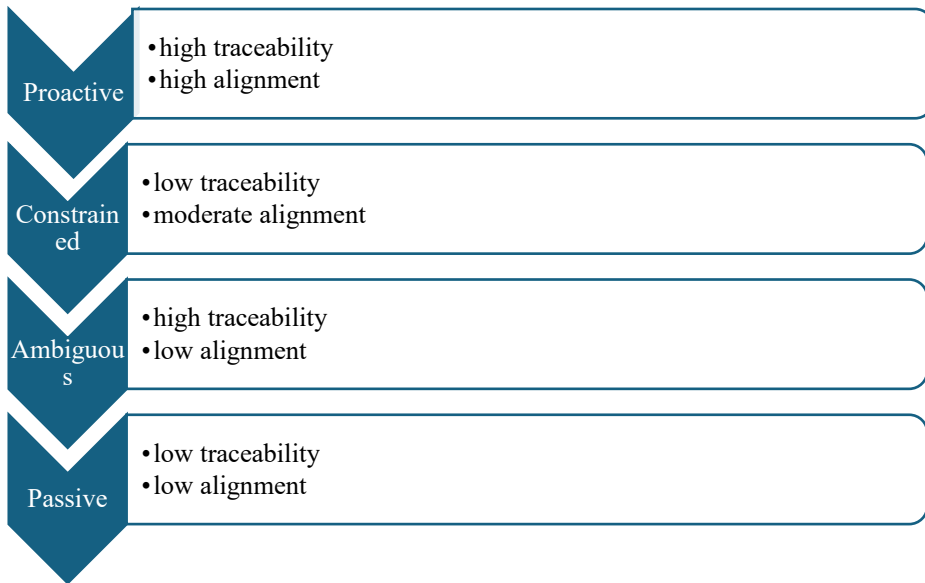 Proactive
•high traceability
•high alignment
Constrain
ed
•low traceability
•moderate alignment
Ambiguou
s
•high traceability
•low alignment
Passive
•low traceability
•low alignment